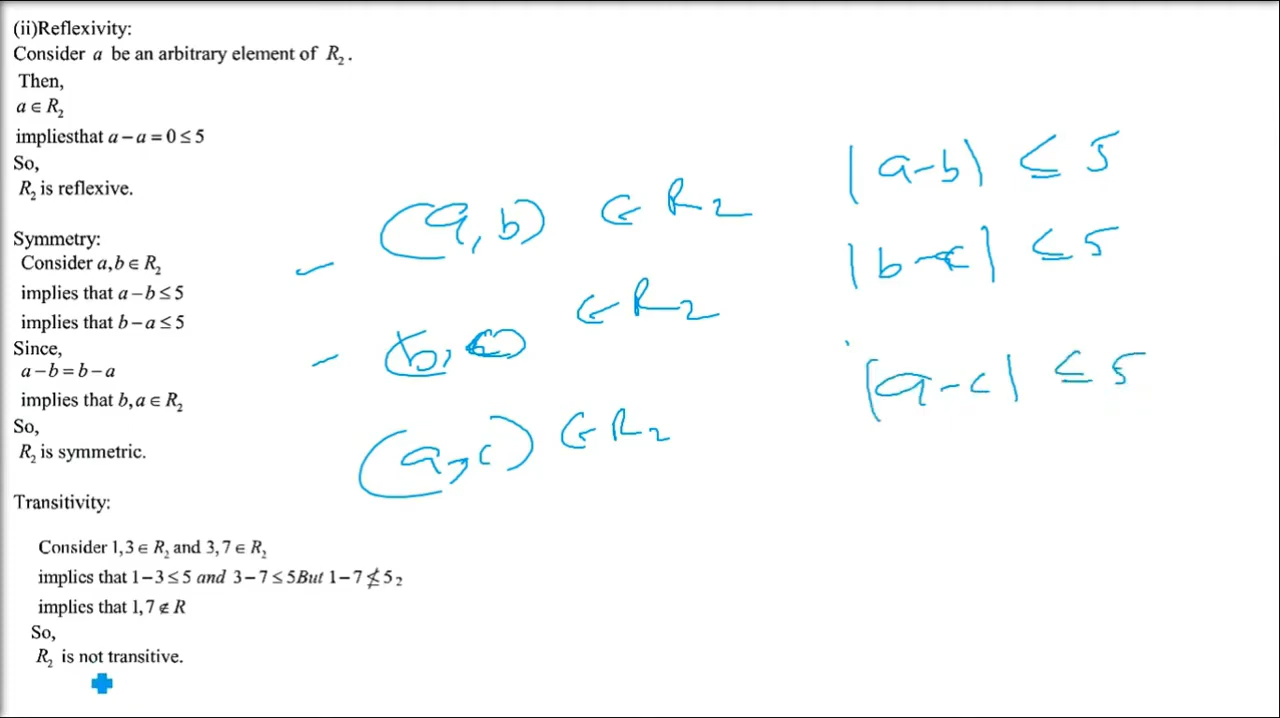 (ii)Reflexivity:
Consider a be an arbitrary element of R₂.
Then,
a ∈ R₂
impliesthat a − a = 0 ≤ 5
So,
R₂ is reflexive.
Symmetry:
Consider a,b ∈ R₂
implies that a − b ≤ 5
implies that b − a ≤ 5
Since,
a − b = b − a
implies that b,a ∈ R₂
So,
R₂ is symmetric.
Transitivity:
Consider 1,3 ∈ R₂ and 3,7 ∈ R₂
implies that 1 − 3 ≤ 5 and 3 − 7 ≤ 5But 1 − 7 ≰ 5₂
implies that 1,7 ∉ R
So,
R₂ is not transitive.
(a,b) ∈ R₂
(b,c) ∈ R₂
(a,c) ∈ R₂
|a-b| ≤ 5
|b-c| ≤ 5
|a-c| ≤ 5